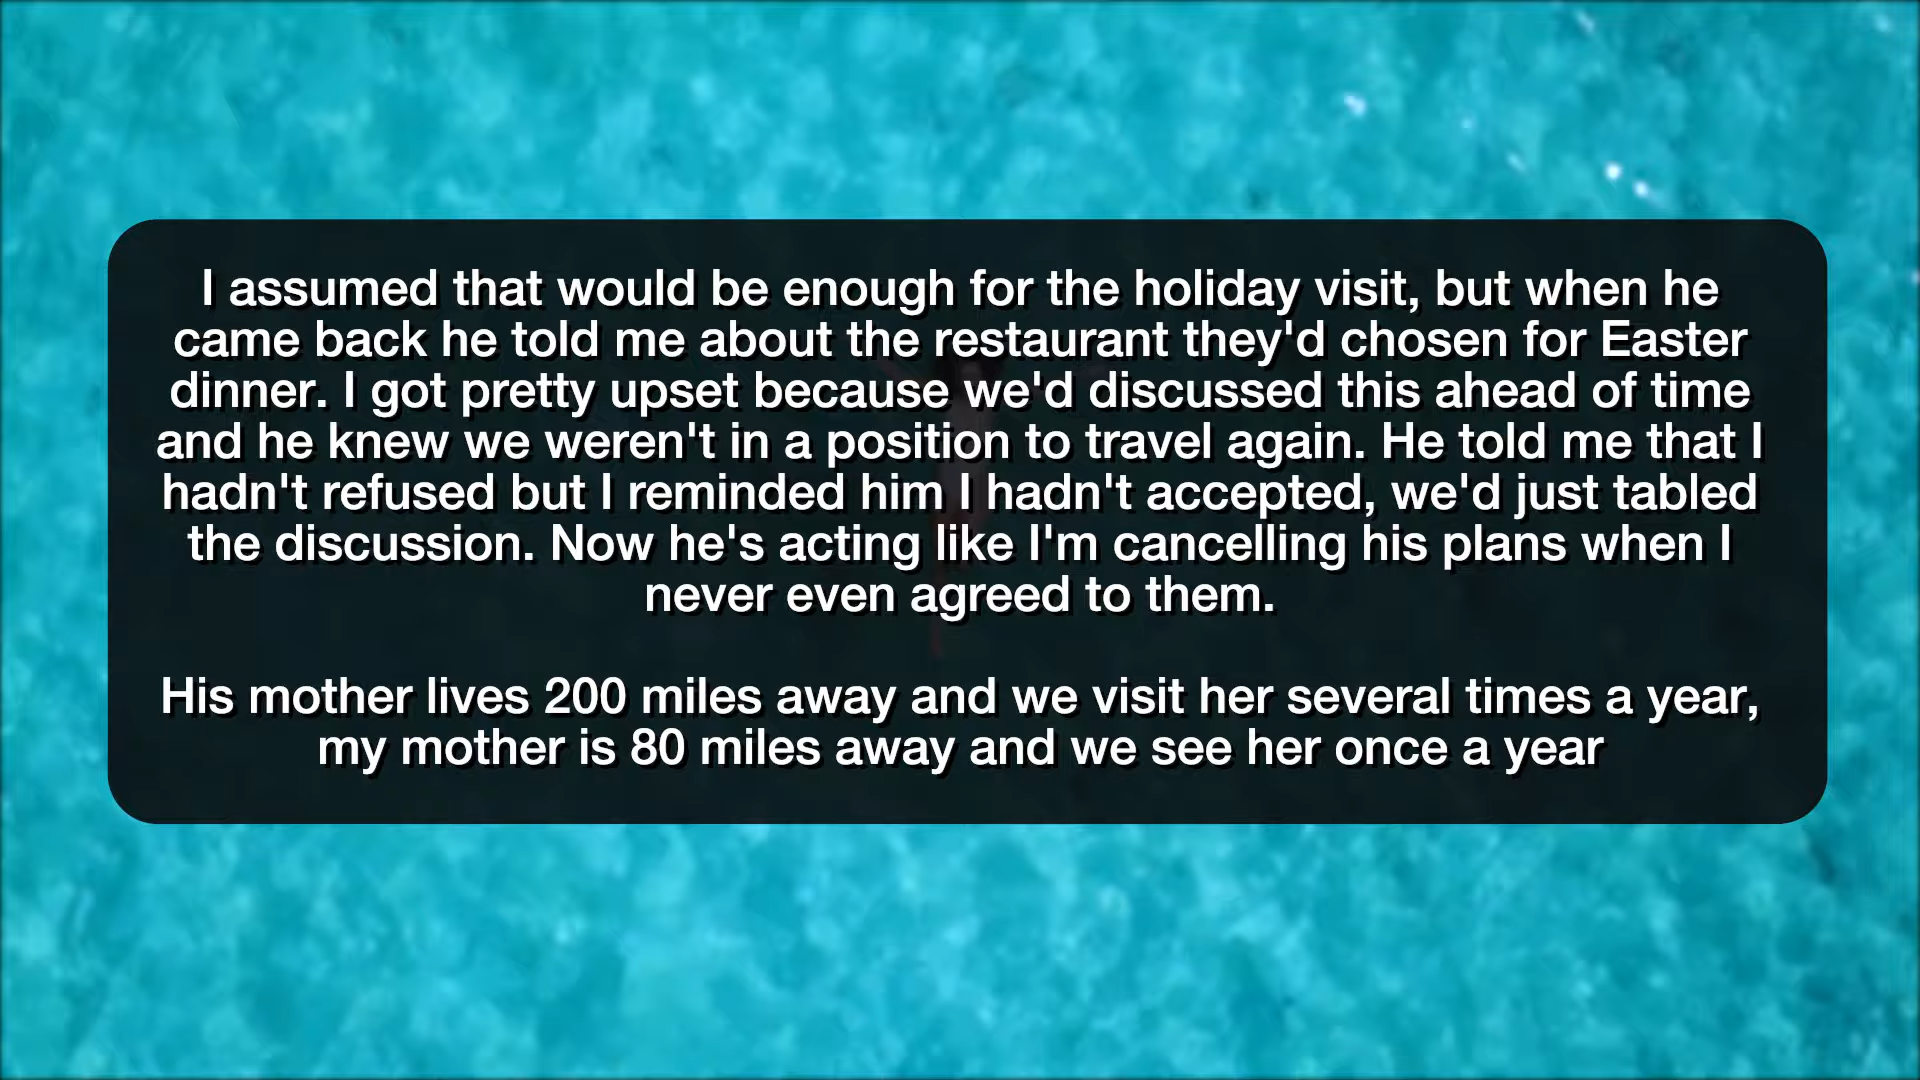 I assumed that would be enough for the holiday visit, but when he
came back he told me about the restaurant they'd chosen for Easter
dinner. I got pretty upset because we'd discussed this ahead of time
and he knew we weren't in a position to travel again. He told me that I
hadn't refused but I reminded him I hadn't accepted, we'd just tabled
the discussion. Now he's acting like I'm cancelling his plans when I
never even agreed to them.
His mother lives 200 miles away and we visit her several times a year,
my mother is 80 miles away and we see her once a year